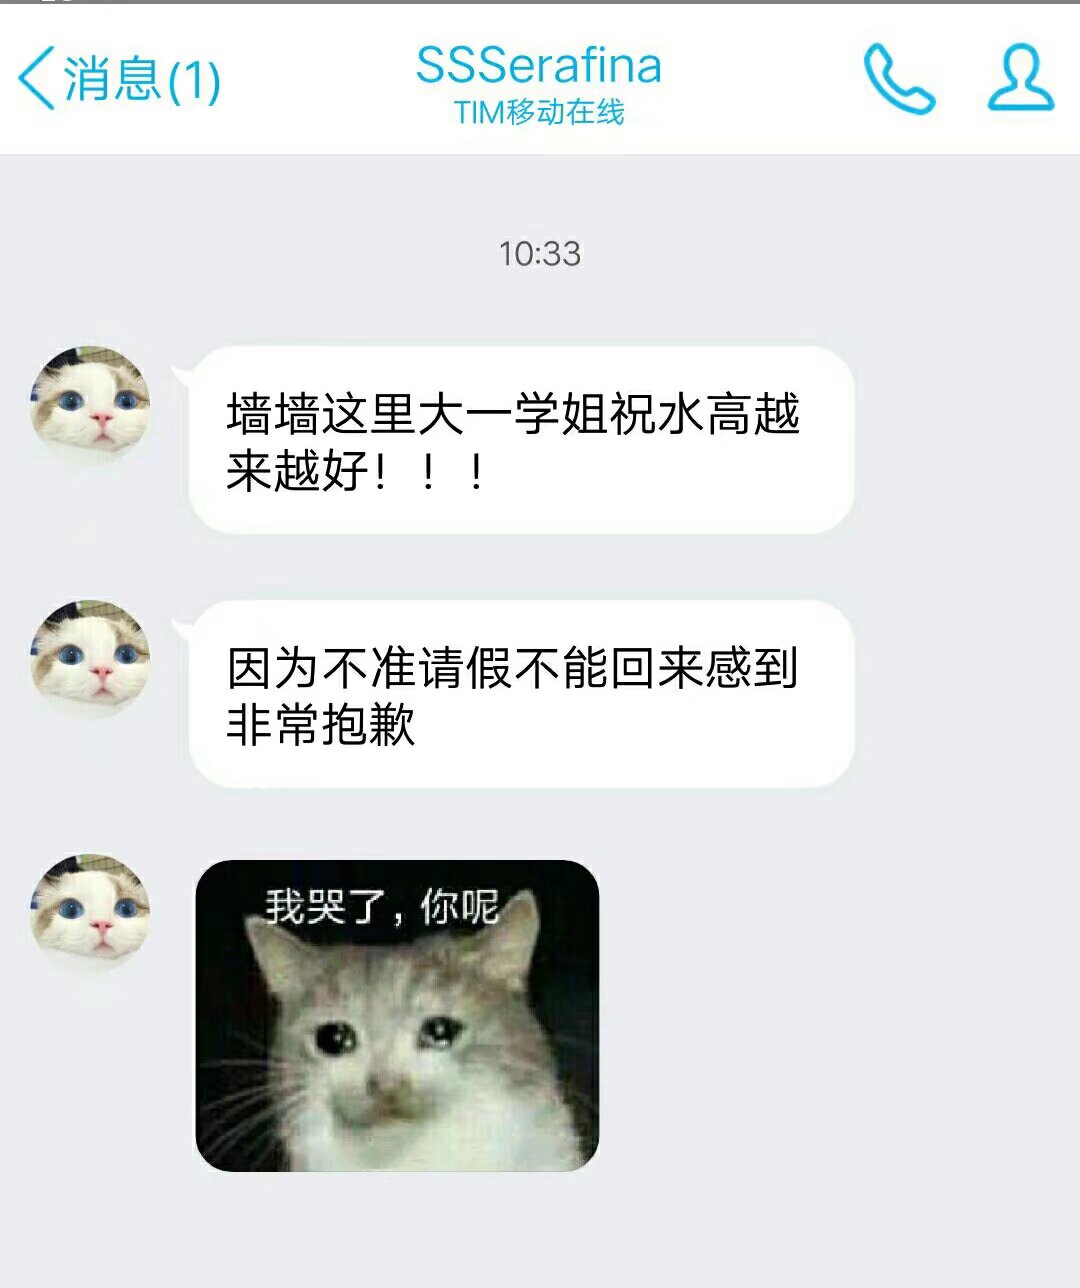 消息(1)
SSSerafina
TIM移动在线
10:33
墙墙这里大一学姐祝水高越
来越好！！！
因为不准请假不能回来感到
非常抱歉
我哭了，你呢